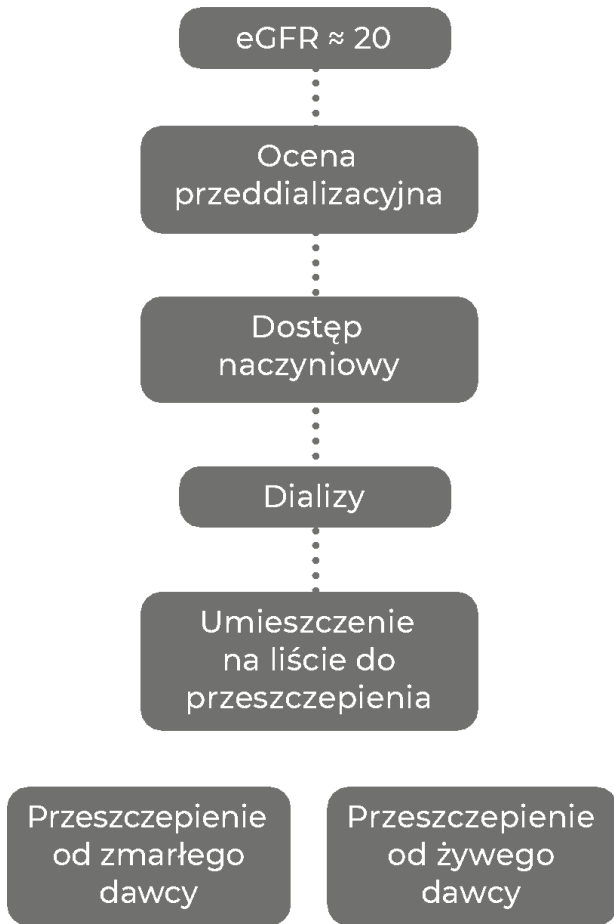 eGFR ≈ 20
Ocena
przeddializacyjna
Dostęp
naczyniowy
Dializy
Umieszczenie
na liście do
przeszczepienia
Przeszczepienie
od zmarłego
dawcy
Przeszczepienie
od żywego
dawcy